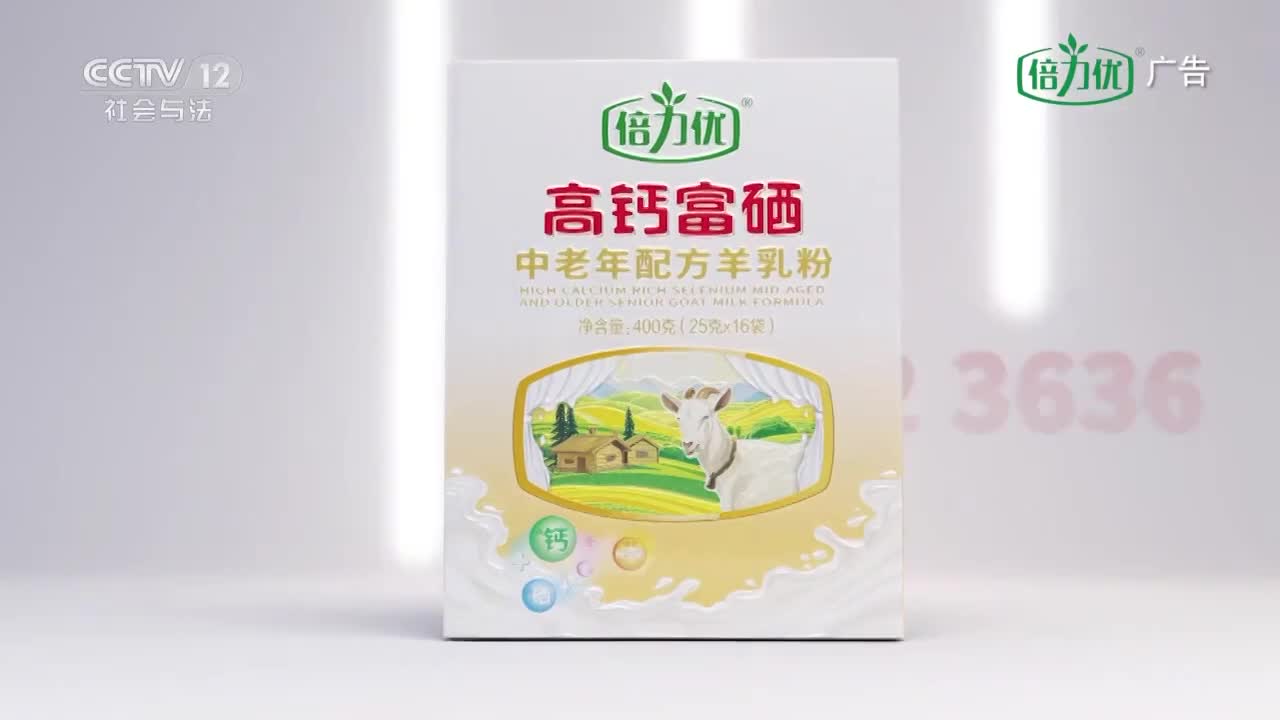 CCTV 12
社会与法
倍力优® 广告
倍力优®
高钙富硒
中老年配方羊乳粉
HIGH CALCIUM RICH SELENIUM MID-AGED
AND OLDER SENIOR GOAT MILK FORMULA
净含量:400克(25克x16袋)
2 3636
钙